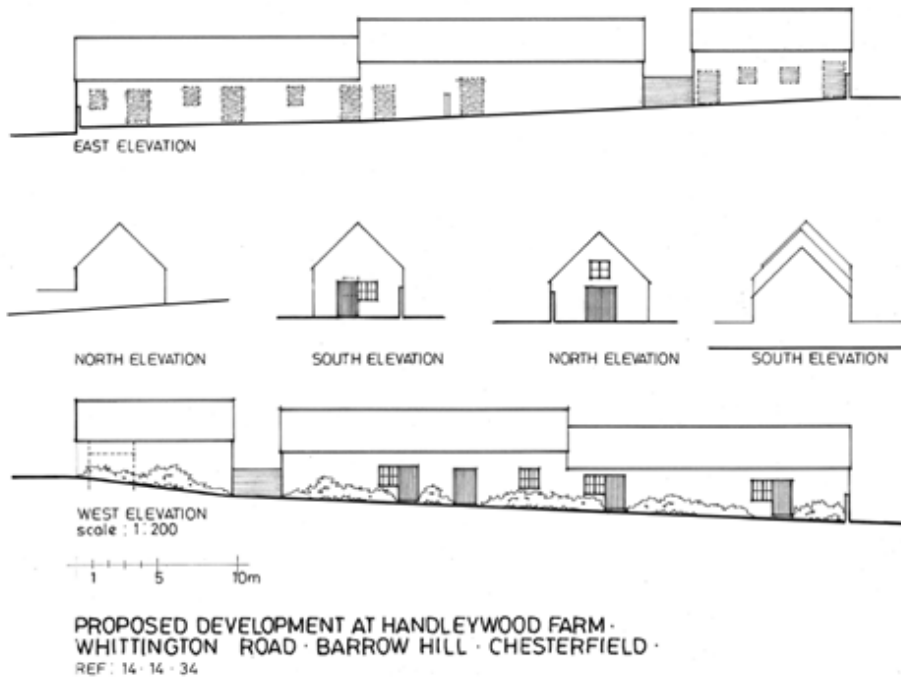 EAST ELEVATION
NORTH ELEVATION
SOUTH ELEVATION
NORTH ELEVATION
SOUTH ELEVATION
WEST ELEVATION
scale : 1 : 200
1 5 10m
PROPOSED DEVELOPMENT AT HANDLEYWOOD FARM ·
WHITTINGTON ROAD · BARROW HILL · CHESTERFIELD ·
REF: 14 · 14 · 34